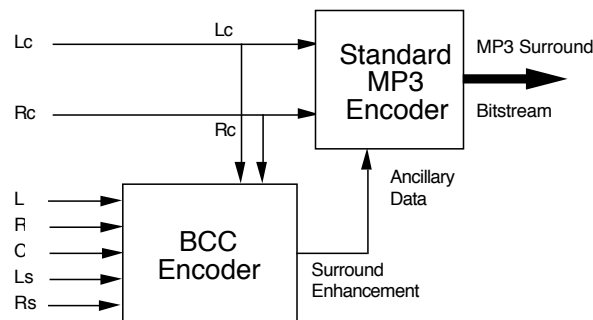 Lc
Lc
Standard
MP3
Encoder
MP3 Surround
Bitstream
Rc
Rc
Ancillary
Data
L
R
C
Ls
Rs
BCC
Encoder
Surround
Enhancement